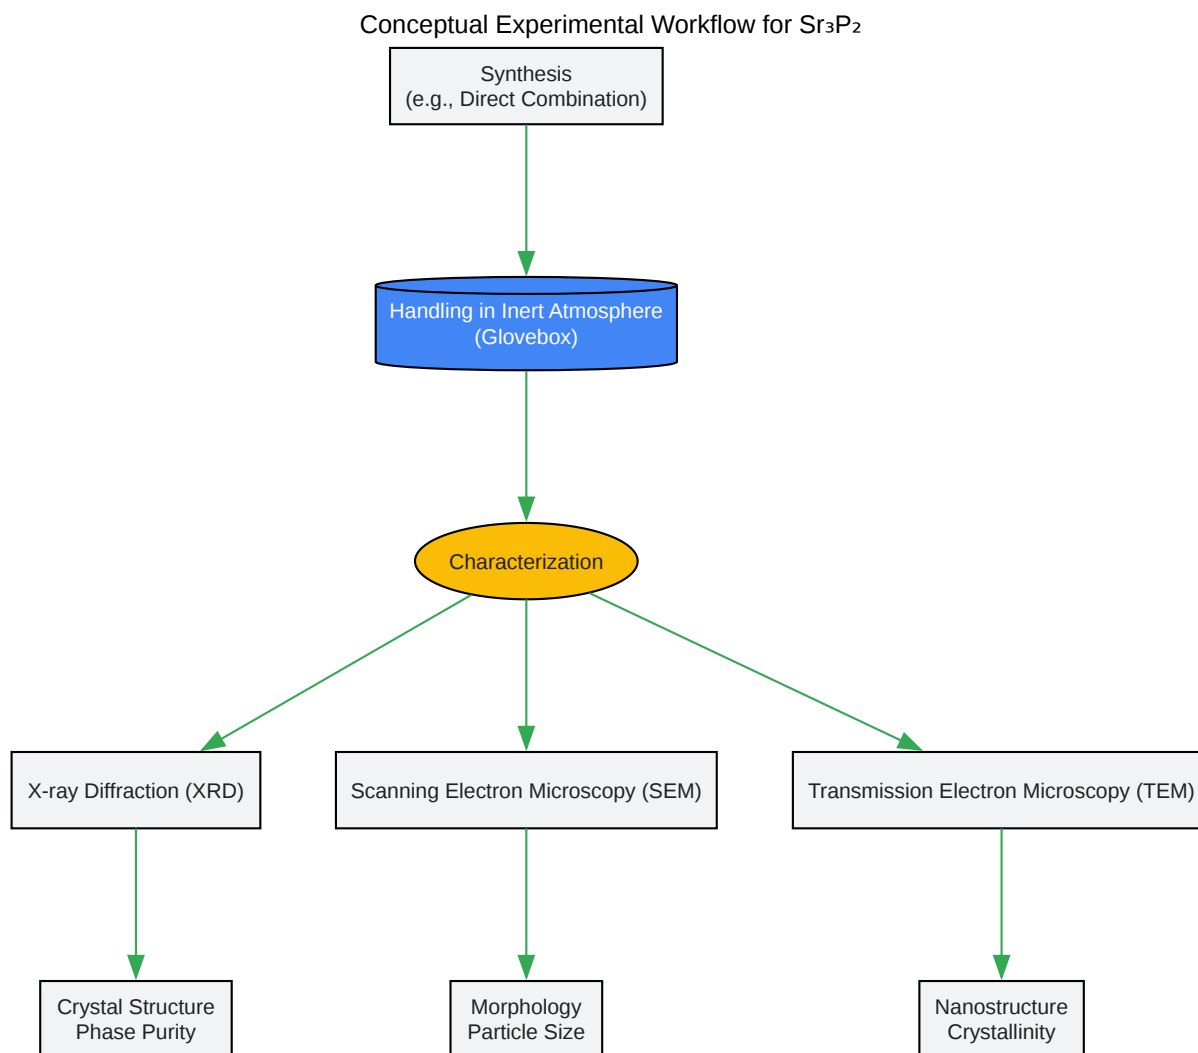 Conceptual Experimental Workflow for Sr₃P₂
Synthesis
(e.g., Direct Combination)
Handling in Inert Atmosphere
(Glovebox)
Characterization
X-ray Diffraction (XRD)
Scanning Electron Microscopy (SEM)
Transmission Electron Microscopy (TEM)
Crystal Structure
Phase Purity
Morphology
Particle Size
Nanostructure
Crystallinity